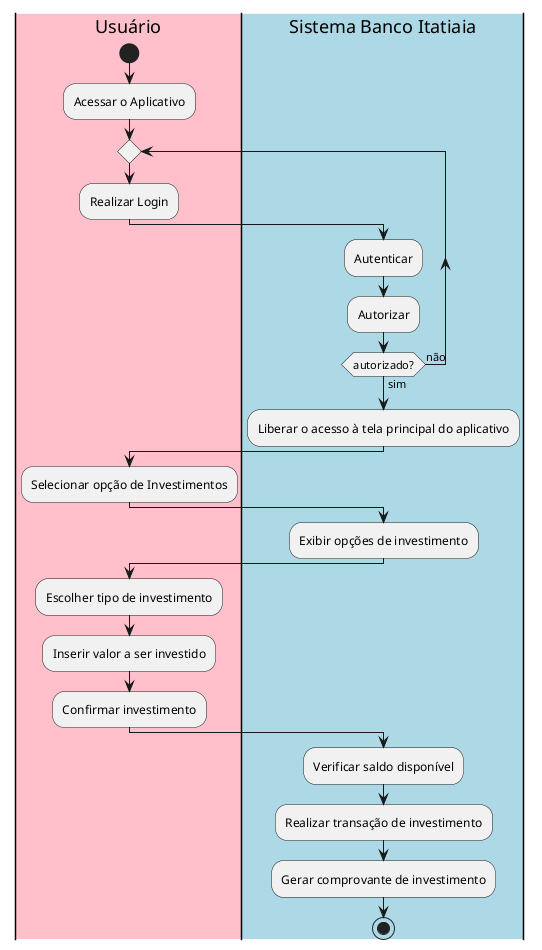 Usuário
Sistema Banco Itatiaia
Acessar o Aplicativo
Realizar Login
Autenticar
Autorizar
autorizado?
não
sim
Liberar o acesso à tela principal do aplicativo
Selecionar opção de Investimentos
Exibir opções de investimento
Escolher tipo de investimento
Inserir valor a ser investido
Confirmar investimento
Verificar saldo disponível
Realizar transação de investimento
Gerar comprovante de investimento